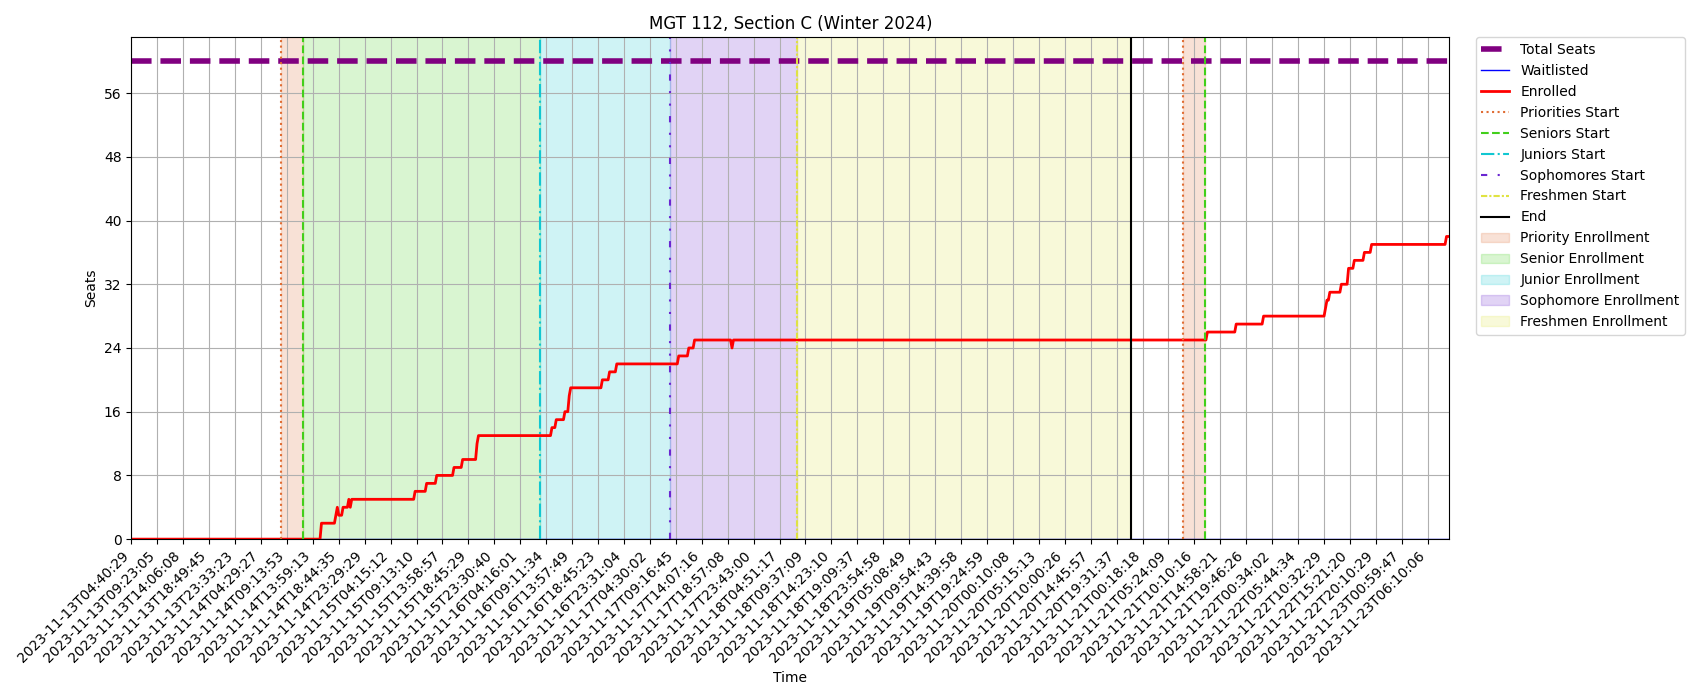 MGT 112, Section C (Winter 2024)
Total Seats
Waitlisted
Enrolled
Priorities Start
Seniors Start
Juniors Start
Sophomores Start
Freshmen Start
End
Priority Enrollment
Senior Enrollment
Junior Enrollment
Sophomore Enrollment
Freshmen Enrollment
Seats
56
48
40
32
24
16
8
0
2023-11-13T04:40:29
2023-11-13T09:23:05
2023-11-13T14:06:08
2023-11-13T18:49:45
2023-11-13T23:33:23
2023-11-14T04:29:27
2023-11-14T09:13:53
2023-11-14T13:59:13
2023-11-14T18:44:35
2023-11-14T23:29:29
2023-11-15T04:15:12
2023-11-15T09:13:10
2023-11-15T13:58:57
2023-11-15T18:45:29
2023-11-15T23:30:40
2023-11-16T04:16:01
2023-11-16T09:11:34
2023-11-16T13:57:49
2023-11-16T18:45:23
2023-11-16T23:31:04
2023-11-17T04:30:02
2023-11-17T09:16:45
2023-11-17T14:07:16
2023-11-17T18:57:08
2023-11-17T23:43:00
2023-11-18T04:51:17
2023-11-18T09:37:09
2023-11-18T14:23:10
2023-11-18T19:09:37
2023-11-18T23:54:58
2023-11-19T05:08:49
2023-11-19T09:54:43
2023-11-19T14:39:58
2023-11-19T19:24:59
2023-11-20T00:10:08
2023-11-20T05:15:13
2023-11-20T10:00:26
2023-11-20T14:45:57
2023-11-20T19:31:37
2023-11-21T00:18:18
2023-11-21T05:24:09
2023-11-21T10:10:16
2023-11-21T14:58:21
2023-11-21T19:46:26
2023-11-22T00:34:02
2023-11-22T05:44:34
2023-11-22T10:32:29
2023-11-22T15:21:20
2023-11-22T20:10:29
2023-11-23T00:59:47
2023-11-23T06:10:06
Time